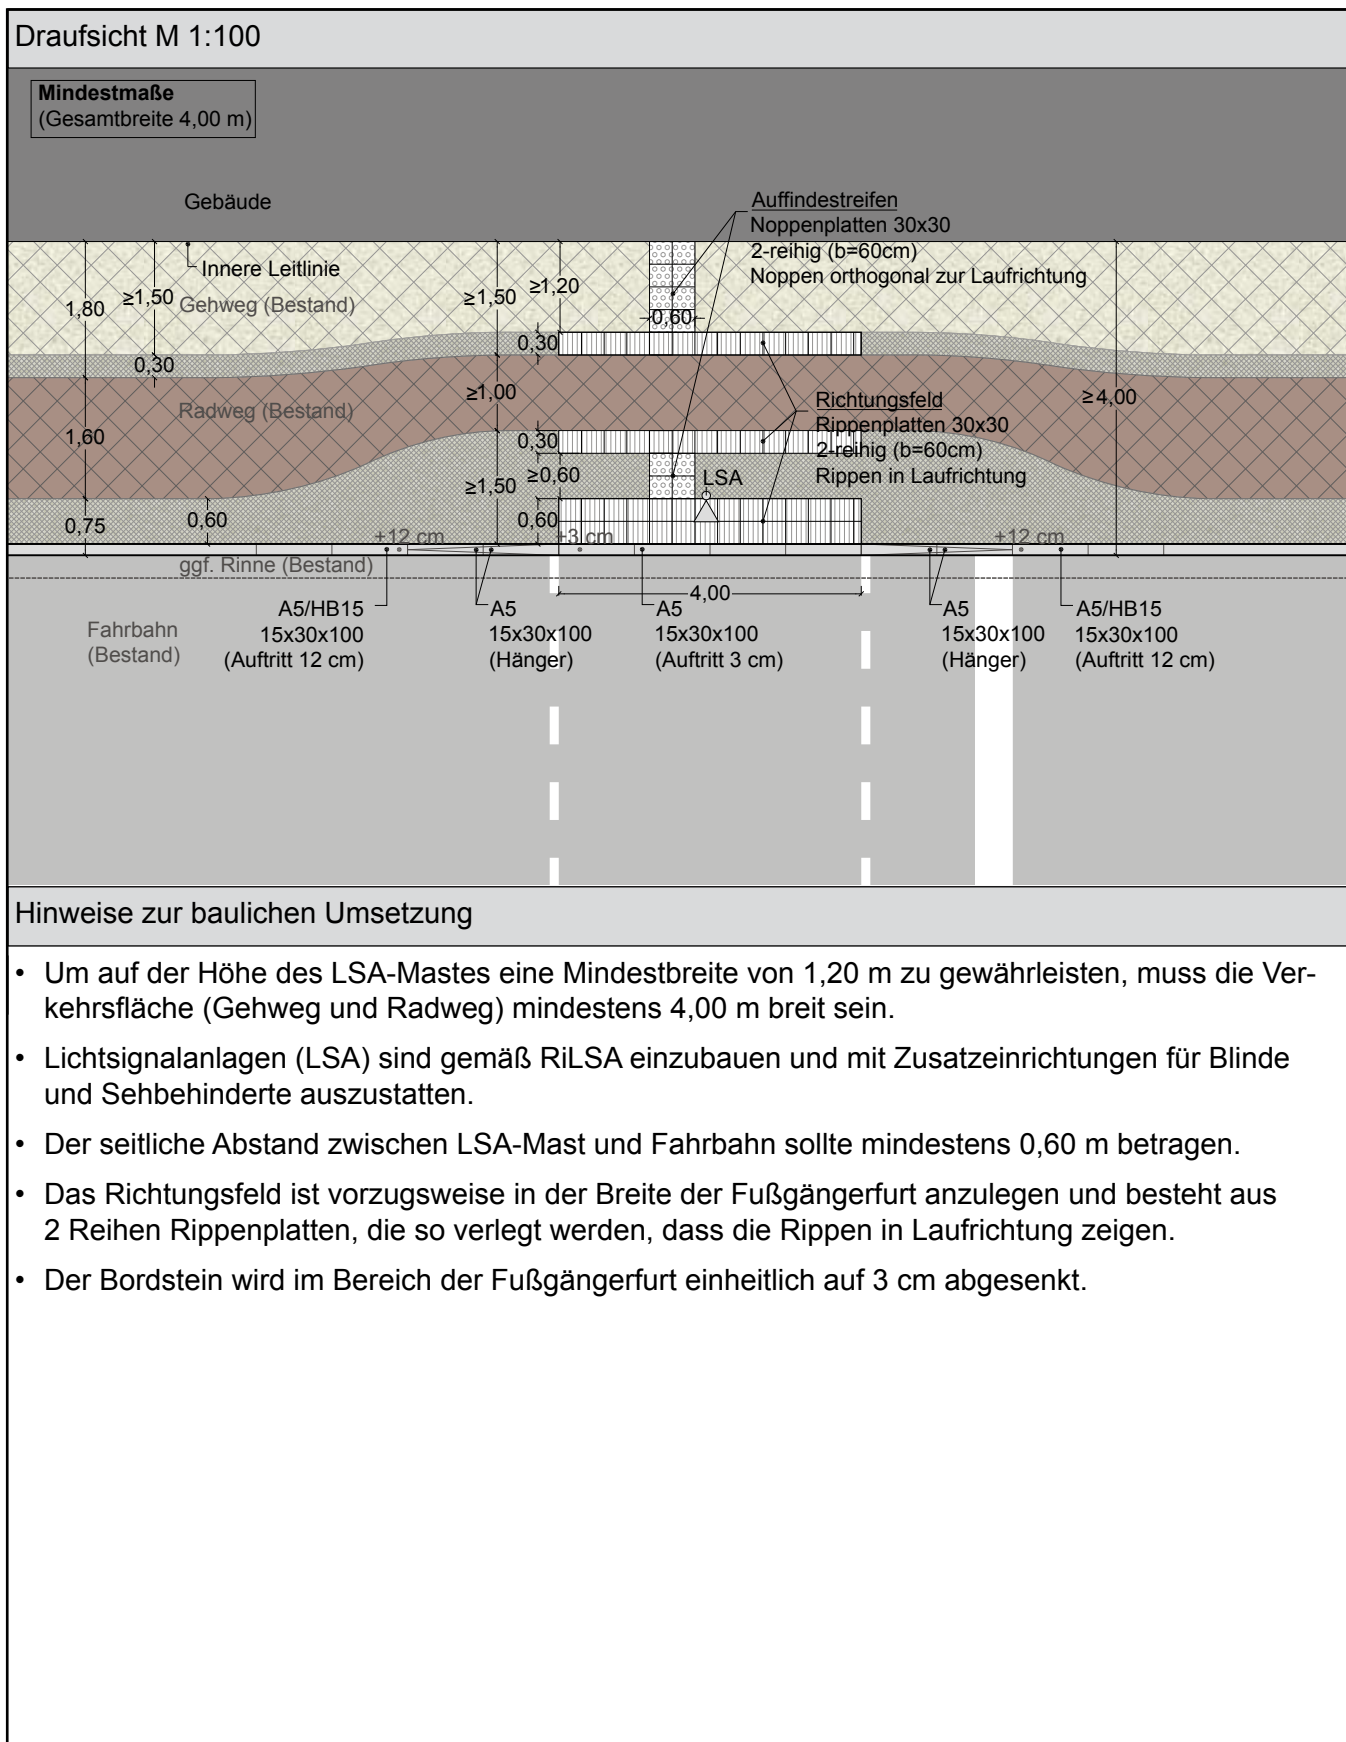 Draufsicht M 1:100
Mindestmaße
(Gesamtbreite 4,00 m)
Gebäude
Auffindestreifen
Noppenplatten 30x30
2-reihig (b=60cm)
Noppen orthogonal zur Laufrichtung
Innere Leitlinie
Gehweg (Bestand)
1,80
≥1,50
≥1,50
≥1,20
0,60
0,30
0,30
Radweg (Bestand)
≥1,00
≥4,00
Richtungsfeld
Rippenplatten 30x30
2-reihig (b=60cm)
Rippen in Laufrichtung
1,60
0,30
≥1,50
≥0,60
LSA
0,75
0,60
0,60
+12 cm
+3 cm
+12 cm
ggf. Rinne (Bestand)
4,00
Fahrbahn
(Bestand)
A5/HB15
15x30x100
(Auftritt 12 cm)
A5
15x30x100
(Hänger)
A5
15x30x100
(Auftritt 3 cm)
A5
15x30x100
(Hänger)
A5/HB15
15x30x100
(Auftritt 12 cm)
Hinweise zur baulichen Umsetzung
• Um auf der Höhe des LSA-Mastes eine Mindestbreite von 1,20 m zu gewährleisten, muss die Ver-
kehrsfläche (Gehweg und Radweg) mindestens 4,00 m breit sein.
• Lichtsignalanlagen (LSA) sind gemäß RiLSA einzubauen und mit Zusatzeinrichtungen für Blinde
und Sehbehinderte auszustatten.
• Der seitliche Abstand zwischen LSA-Mast und Fahrbahn sollte mindestens 0,60 m betragen.
• Das Richtungsfeld ist vorzugsweise in der Breite der Fußgängerfurt anzulegen und besteht aus
2 Reihen Rippenplatten, die so verlegt werden, dass die Rippen in Laufrichtung zeigen.
• Der Bordstein wird im Bereich der Fußgängerfurt einheitlich auf 3 cm abgesenkt.